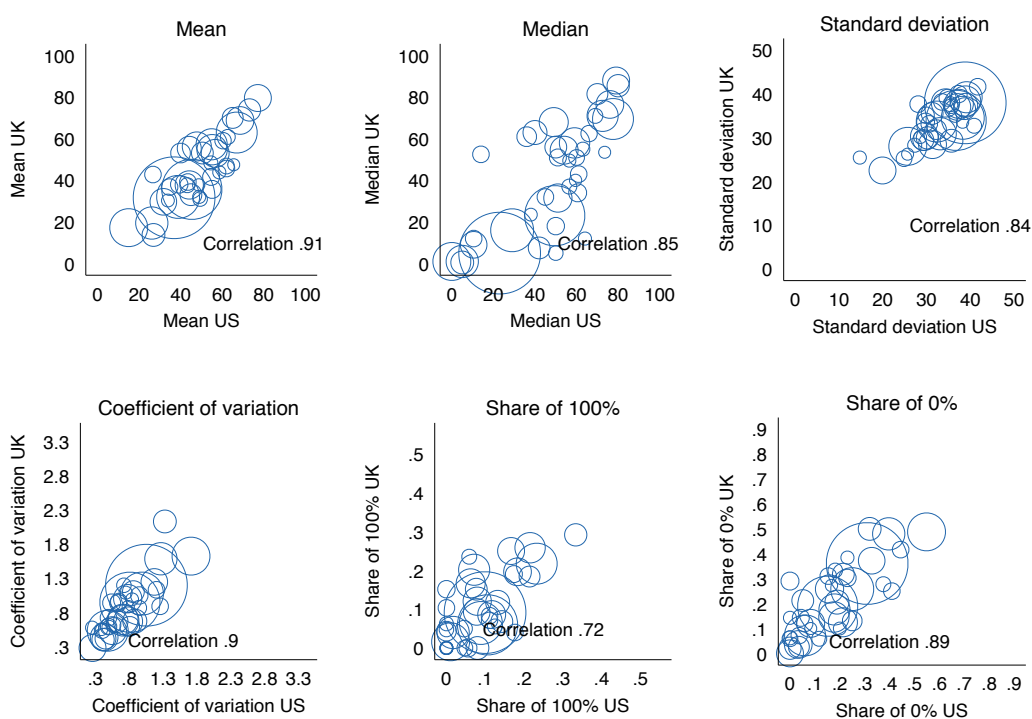 Mean
100
80
60
40
20
0
Mean UK
Correlation .91
0 20 40 60 80 100
Mean US
Median
100
80
60
40
20
0
Median UK
Correlation .85
0 20 40 60 80 100
Median US
Standard deviation
50
40
30
20
10
0
Standard deviation UK
Correlation .84
0 10 20 30 40 50
Standard deviation US
Coefficient of variation
3.3
2.8
2.3
1.8
1.3
.8
.3
Coefficient of variation UK
Correlation .9
.3 .8 1.3 1.8 2.3 2.8 3.3
Coefficient of variation US
Share of 100%
.5
.4
.3
.2
.1
0
Share of 100% UK
Correlation .72
0 .1 .2 .3 .4 .5
Share of 100% US
Share of 0%
.9
.8
.7
.6
.5
.4
.3
.2
.1
0
Share of 0% UK
Correlation .89
0 .1 .2 .3 .4 .5 .6 .7 .8 .9
Share of 0% US